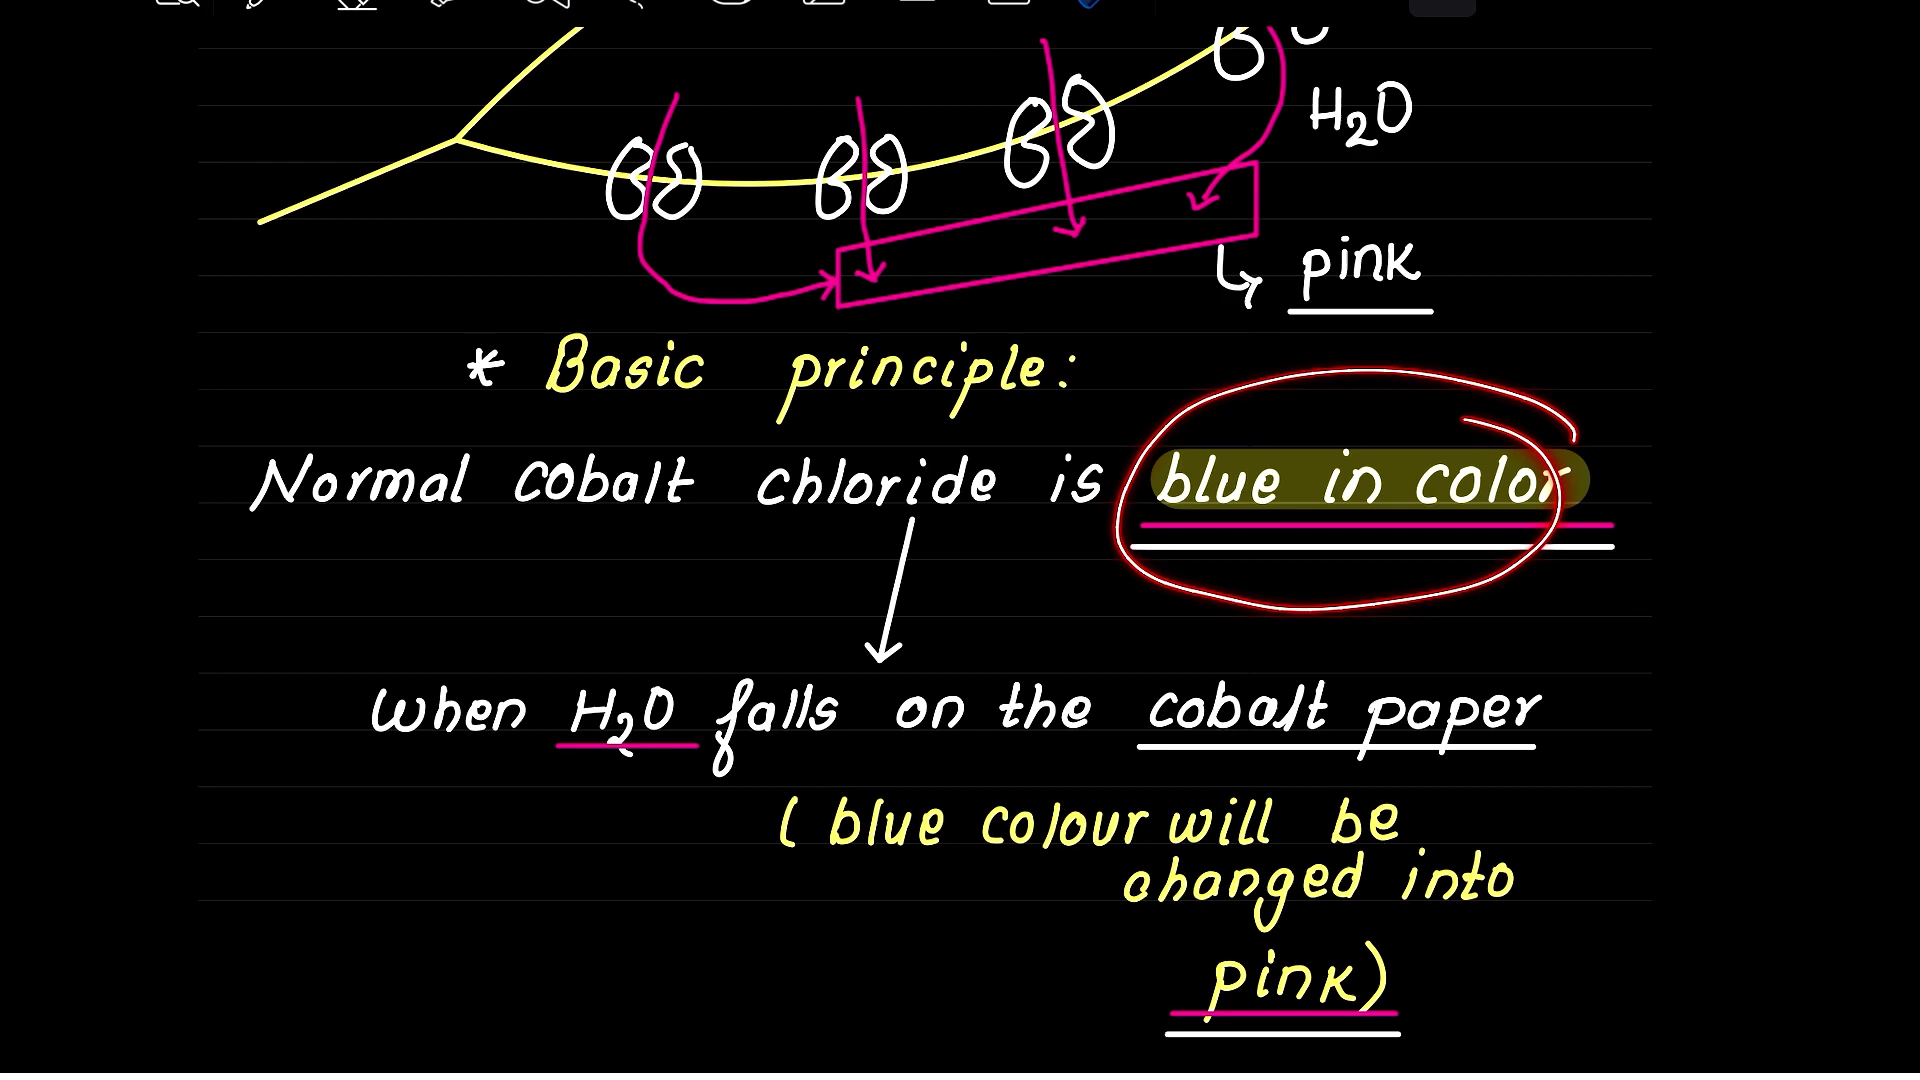 H₂O
↳ pink
* Basic principle:
Normal cobalt chloride is blue in color
When H₂O falls on the cobalt paper
( blue colour will be
changed into
pink)